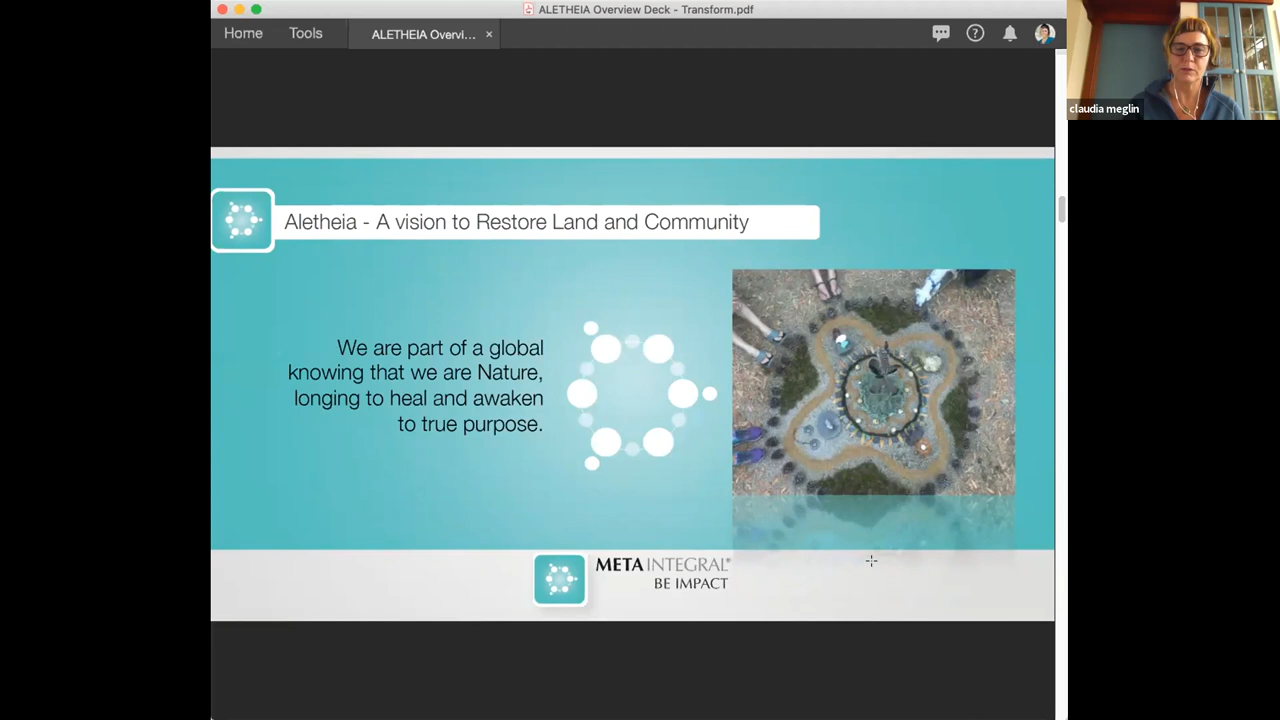 ALETHEIA Overview Deck - Transform.pdf
Home
Tools
ALETHEIA Overvi...
×
?
claudia meglin
Aletheia - A vision to Restore Land and Community
We are part of a global
knowing that we are Nature,
longing to heal and awaken
to true purpose.
METAINTEGRAL®
BE IMPACT